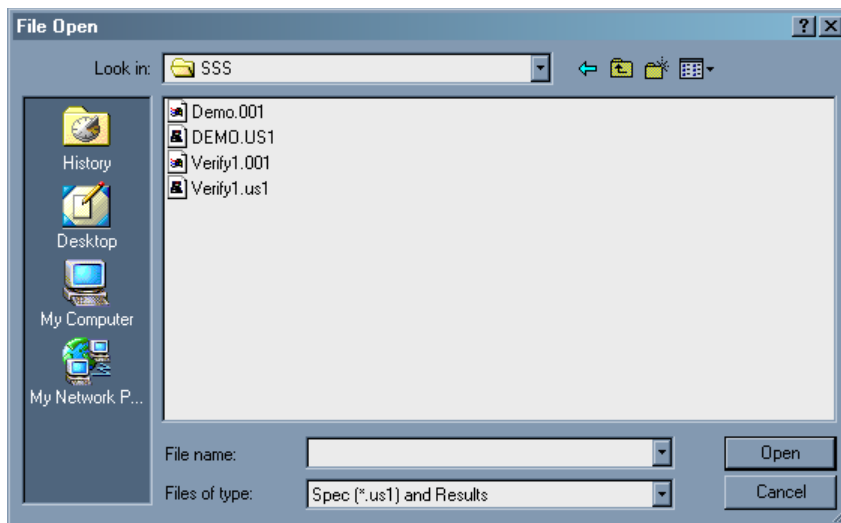 File Open
Look in: SSS
Demo.001
DEMO.US1
Verify1.001
Verify1.us1
History
Desktop
My Computer
My Network P...
File name:
Open
Files of type: Spec (*.us1) and Results
Cancel